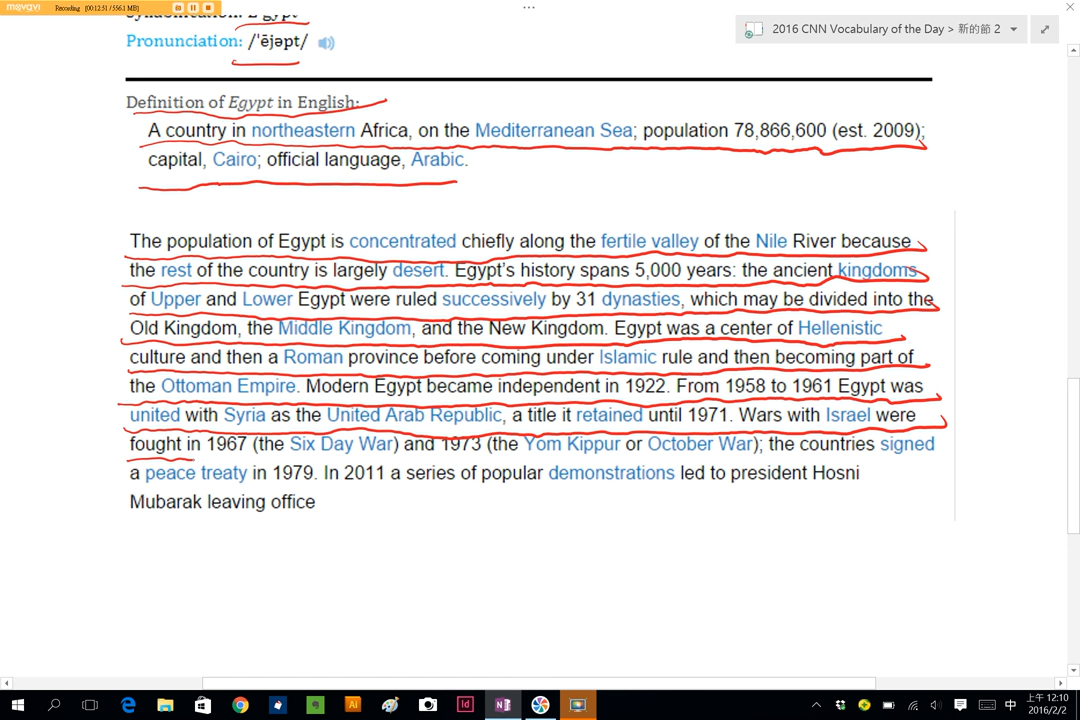 movavi Recording [00:12:51 / 556.1 MB]
2016 CNN Vocabulary of the Day > 新的節 2
Pronunciation: /ˈējəpt/
Definition of Egypt in English:
A country in northeastern Africa, on the Mediterranean Sea; population 78,866,600 (est. 2009);
capital, Cairo; official language, Arabic.
The population of Egypt is concentrated chiefly along the fertile valley of the Nile River because
the rest of the country is largely desert. Egypt’s history spans 5,000 years: the ancient kingdoms
of Upper and Lower Egypt were ruled successively by 31 dynasties, which may be divided into the
Old Kingdom, the Middle Kingdom, and the New Kingdom. Egypt was a center of Hellenistic
culture and then a Roman province before coming under Islamic rule and then becoming part of
the Ottoman Empire. Modern Egypt became independent in 1922. From 1958 to 1961 Egypt was
united with Syria as the United Arab Republic, a title it retained until 1971. Wars with Israel were
fought in 1967 (the Six Day War) and 1973 (the Yom Kippur or October War); the countries signed
a peace treaty in 1979. In 2011 a series of popular demonstrations led to president Hosni
Mubarak leaving office
中
上午 12:10
2016/2/2